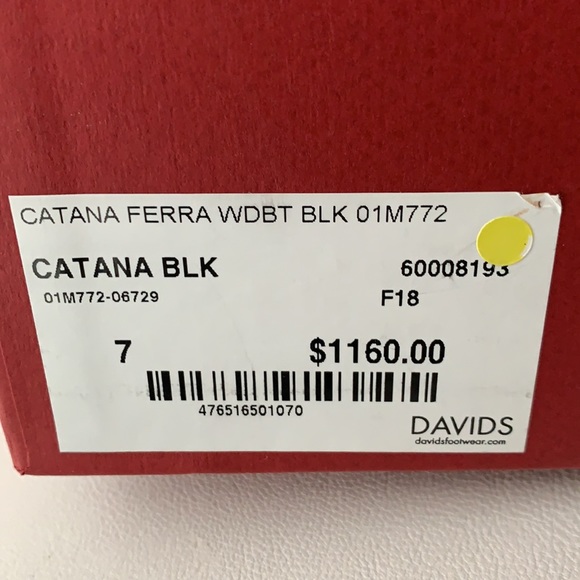 CATANA FERRA WDBT BLK 01M772
CATANA BLK 60008193
01M772-06729 F18
7 $1160.00
476516501070
DAVIDS
davidsfootwear.com